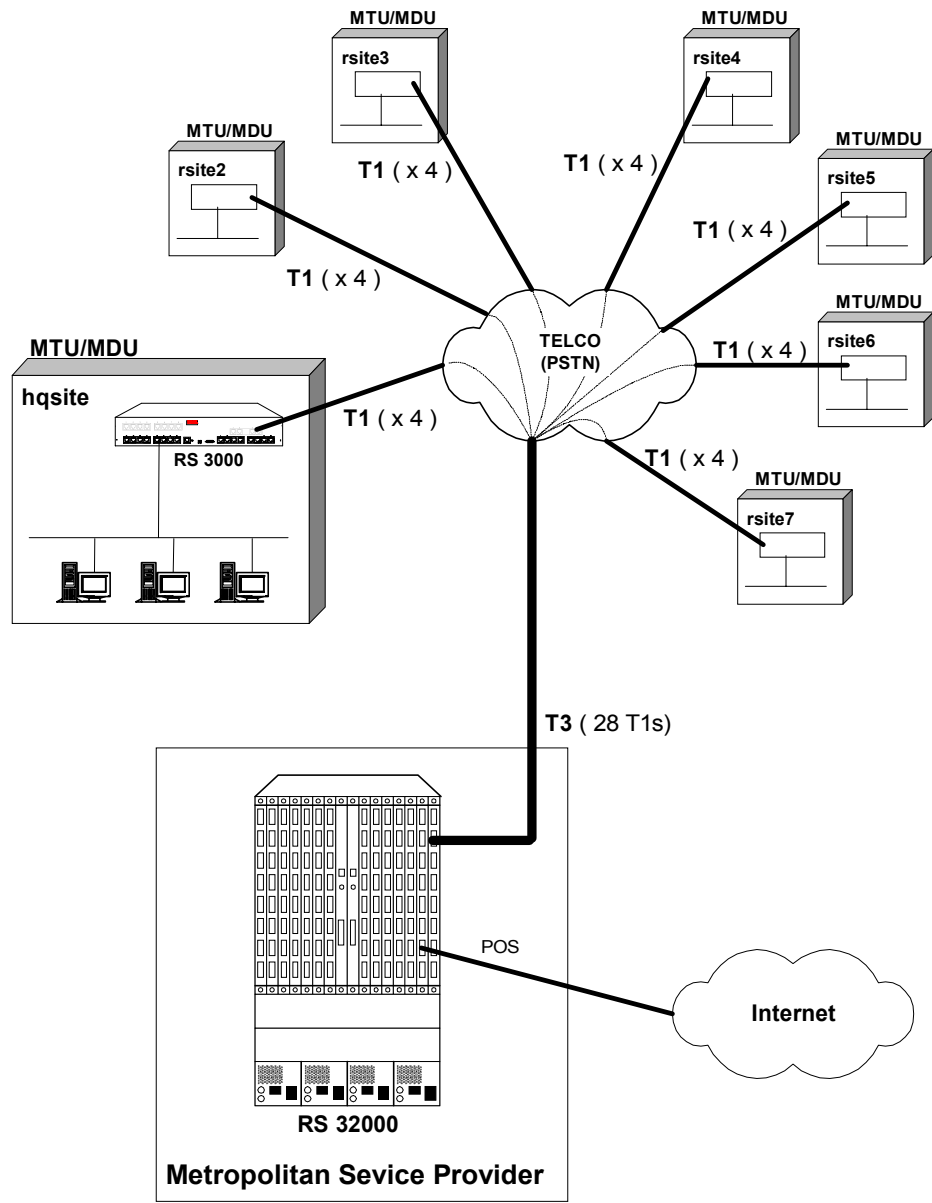 MTU/MDU
rsite3
MTU/MDU
rsite4
MTU/MDU
rsite2
MTU/MDU
rsite5
T1 ( x 4 )
T1 ( x 4 )
T1 ( x 4 )
T1 ( x 4 )
MTU/MDU
rsite6
TELCO
(PSTN)
T1 ( x 4 )
MTU/MDU
hqsite
RS 3000
T1 ( x 4 )
T1 ( x 4 )
MTU/MDU
rsite7
T3 ( 28 T1s)
POS
Internet
RS 32000
Metropolitan Sevice Provider